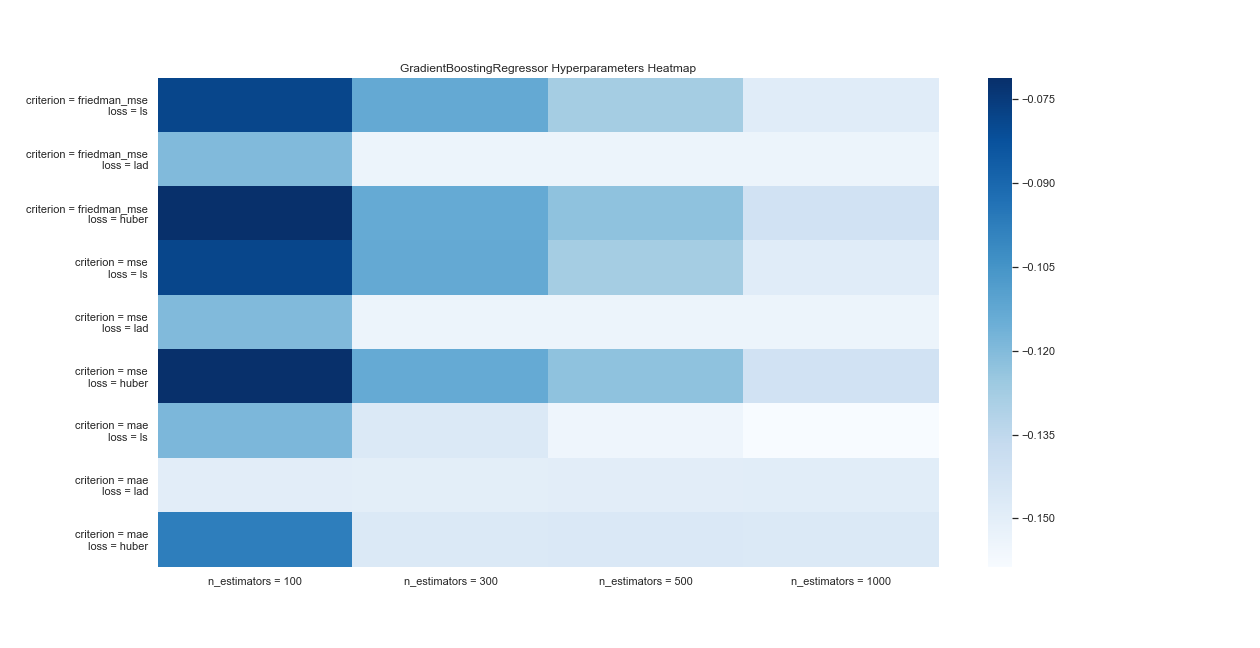 GradientBoostingRegressor Hyperparameters Heatmap
criterion = friedman_mse
loss = ls
criterion = friedman_mse
loss = lad
criterion = friedman_mse
loss = huber
criterion = mse
loss = ls
criterion = mse
loss = lad
criterion = mse
loss = huber
criterion = mae
loss = ls
criterion = mae
loss = lad
criterion = mae
loss = huber
n_estimators = 100
n_estimators = 300
n_estimators = 500
n_estimators = 1000
−0.075
−0.090
−0.105
−0.120
−0.135
−0.150